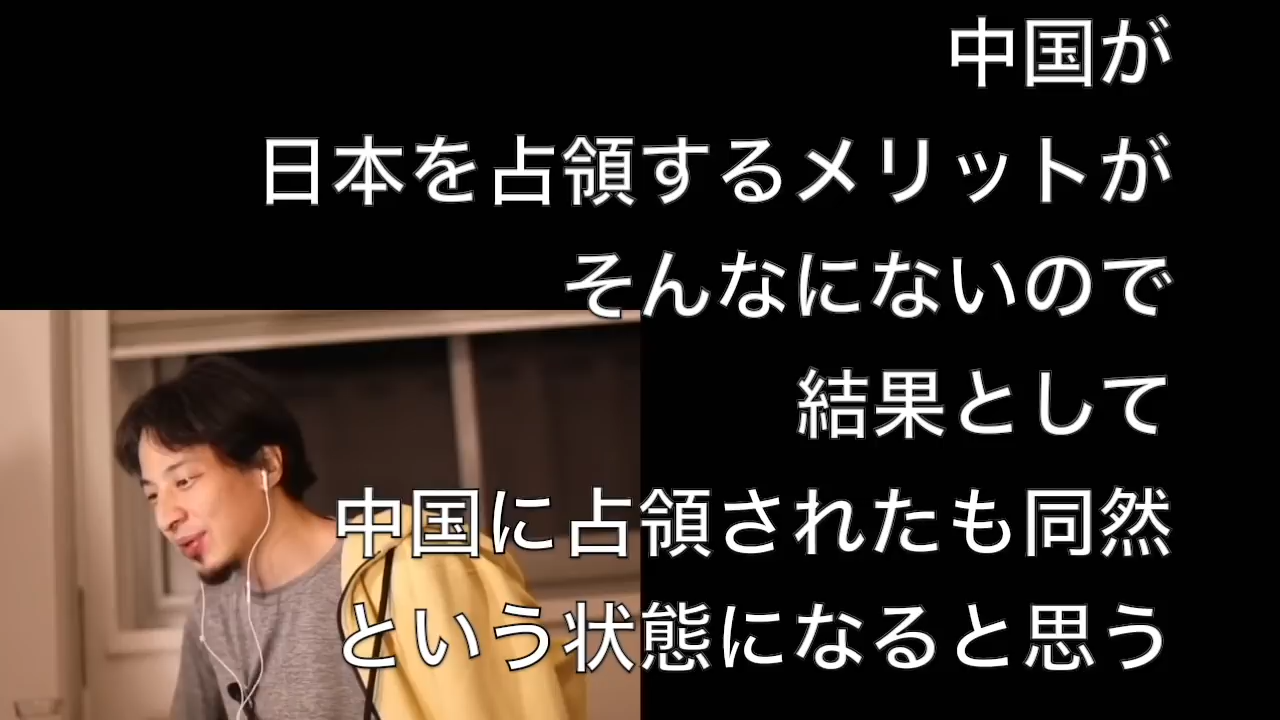 中国が
日本を占領するメリットが
そんなにないので
結果として
中国に占領されたも同然
という状態になると思う